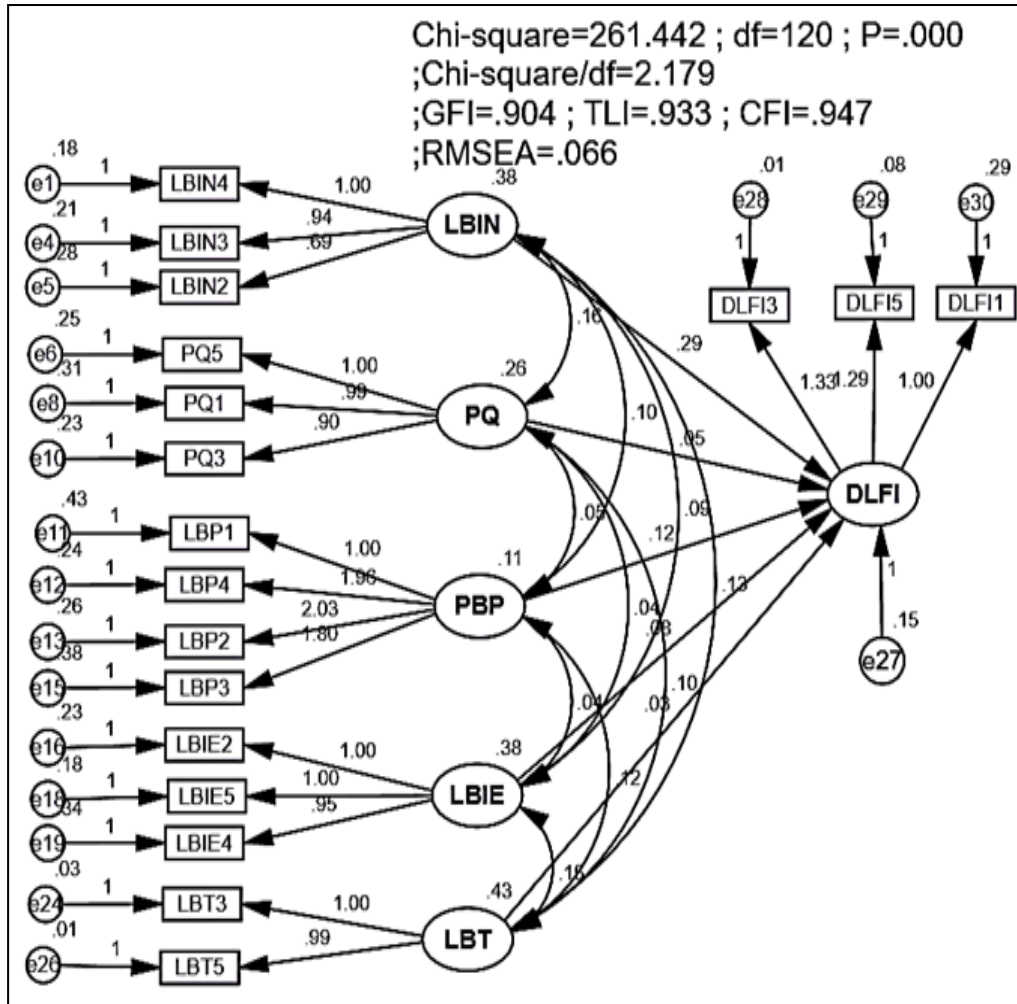 Chi-square=261.442 ; df=120 ; P=.000
;Chi-square/df=2.179
;GFI=.904 ; TLI=.933 ; CFI=.947
;RMSEA=.066
.18
e1
1
LBIN4
1.00
.21
e4
1
LBIN3
.94
.28
e5
1
LBIN2
.69
.38
LBIN
.25
e6
1
PQ5
1.00
.31
e8
1
PQ1
.99
.23
e10
1
PQ3
.90
.26
PQ
.43
e11
1
LBP1
1.00
.24
e12
1
LBP4
1.96
.26
e13
1
LBP2
2.03
.38
e15
1
LBP3
1.80
.11
PBP
.23
e16
1
LBIE2
1.00
.18
e18
1
LBIE5
1.00
.34
e19
1
LBIE4
.95
.38
LBIE
.03
e24
1
LBT3
1.00
.01
e26
1
LBT5
.99
.43
LBT
.16
.10
.05
.09
.05
.04
.08
.04
.03
.15
.29
.12
.13
.10
.12
.01
e28
1
DLFI3
1.33
.08
e29
1
DLFI5
1.29
.29
e30
1
DLFI1
1.00
DLFI
1
.15
e27